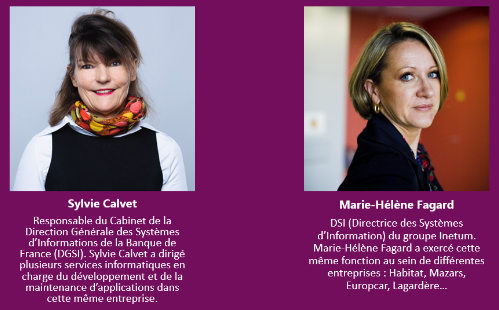 Sylvie Calvet
Responsable du Cabinet de la
Direction Générale des Systèmes
d'Informations de la Banque de
France (DGSI). Sylvie Calvet a dirigé
plusieurs services informatiques en
charge du développement et de la
maintenance d'applications dans
cette même entreprise.
Marie-Hélène Fagard
DSI (Directrice des Systèmes
d'Information) du groupe Inetum.
Marie-Hélène Fagard a exercé cette
même fonction au sein de différentes
entreprises : Habitat, Mazars,
Europcar, Lagardère...